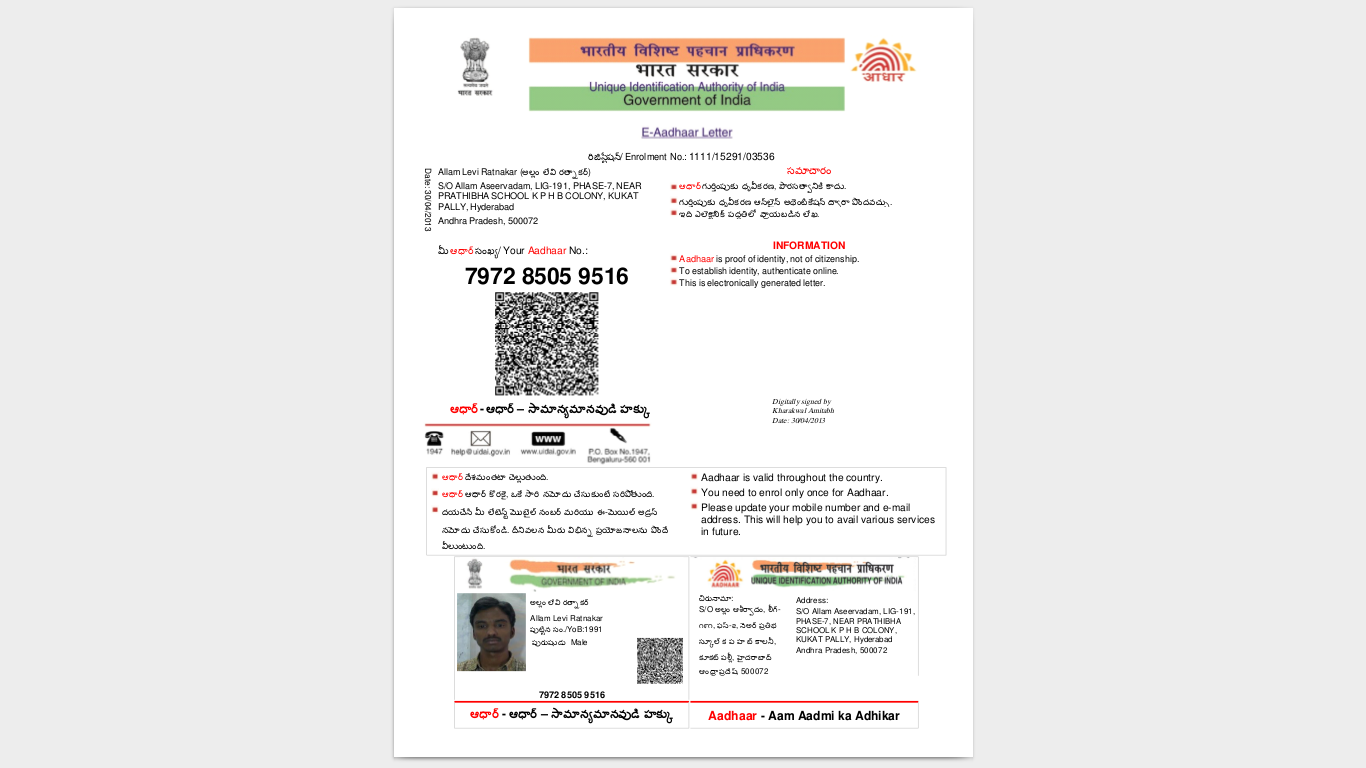 भारतीय विशिष्ट पहचान प्राधिकरण
भारत सरकार
Unique Identification Authority of India
Government of India
भारत सरकार
आधार
E-Aadhaar Letter
రిజిస్ట్రేషన్/ Enrolment No.: 1111/15291/03536
Date: 30/04/2013
Allam Levi Ratnakar (అల్లం లేవి రత్నాకర్)
S/O Allam Aseervadam, LIG-191, PHASE-7, NEAR
PRATHIBHA SCHOOL K P H B COLONY, KUKAT
PALLY, Hyderabad
Andhra Pradesh, 500072
సమాచారం
ఆధార్ గుర్తింపుకు ధృవీకరణ, పౌరసత్వానికి కాదు.
గుర్తింపుకు ధృవీకరణ ఆన్‌లైన్ అథెంటికేషన్ ద్వారా పొందవచ్చు.
ఇది ఎలెక్ట్రానిక్ పద్ధతిలో వ్రాయబడిన లేఖ.
మీ ఆధార్ సంఖ్య/ Your Aadhaar No.:
7972 8505 9516
INFORMATION
Aadhaar is proof of identity, not of citizenship.
To establish identity, authenticate online.
This is electronically generated letter.
Digitally signed by
Kharakwal Amitabh
Date: 30/04/2013
ఆధార్ - ఆధార్ – సామాన్యమానవుడి హక్కు
WWW
1947
help@uidai.gov.in
www.uidai.gov.in
P.O. Box No.1947,
Bengaluru-560 001
ఆధార్ దేశమంతటా చెల్లుతుంది.
ఆధార్ ఆధార్ కొరకై, ఒకే సారి నమోదు చేసుకుంటే సరిపోతుంది.
దయచేసి మీ లేటెస్ట్ మొబైల్ నంబర్ మరియు ఈ-మెయిల్ అడ్రస్
నమోదు చేసుకోండి. దీనివలన మీరు విభిన్న ప్రయోజనాలను పొందే
వీలుంటుంది.
Aadhaar is valid throughout the country.
You need to enrol only once for Aadhaar.
Please update your mobile number and e-mail
address. This will help you to avail various services
in future.
भारत सरकार
GOVERNMENT OF INDIA
అల్లం లేవి రత్నాకర్
Allam Levi Ratnakar
పుట్టిన సం./YoB:1991
పురుషుడు Male
7972 8505 9516
ఆధార్ - ఆధార్ – సామాన్యమానవుడి హక్కు
AADHAAR
भारतीय विशिष्ट पहचान प्राधिकरण
UNIQUE IDENTIFICATION AUTHORITY OF INDIA
చిరునామా:
S/O అల్లం ఆశీర్వాదం, లీగ్-
౧౯౧, ఫస్-౭, నెఅర్ ప్రతిభ
స్కూల్ క ప హ బ్ కాలనీ,
కూకట్ పల్లీ, హైదరాబాద్
ఆంధ్రాప్రదేశ్, 500072
Address:
S/O Allam Aseervadam, LIG-191,
PHASE-7, NEAR PRATHIBHA
SCHOOL K P H B COLONY,
KUKAT PALLY, Hyderabad
Andhra Pradesh, 500072
Aadhaar - Aam Aadmi ka Adhikar